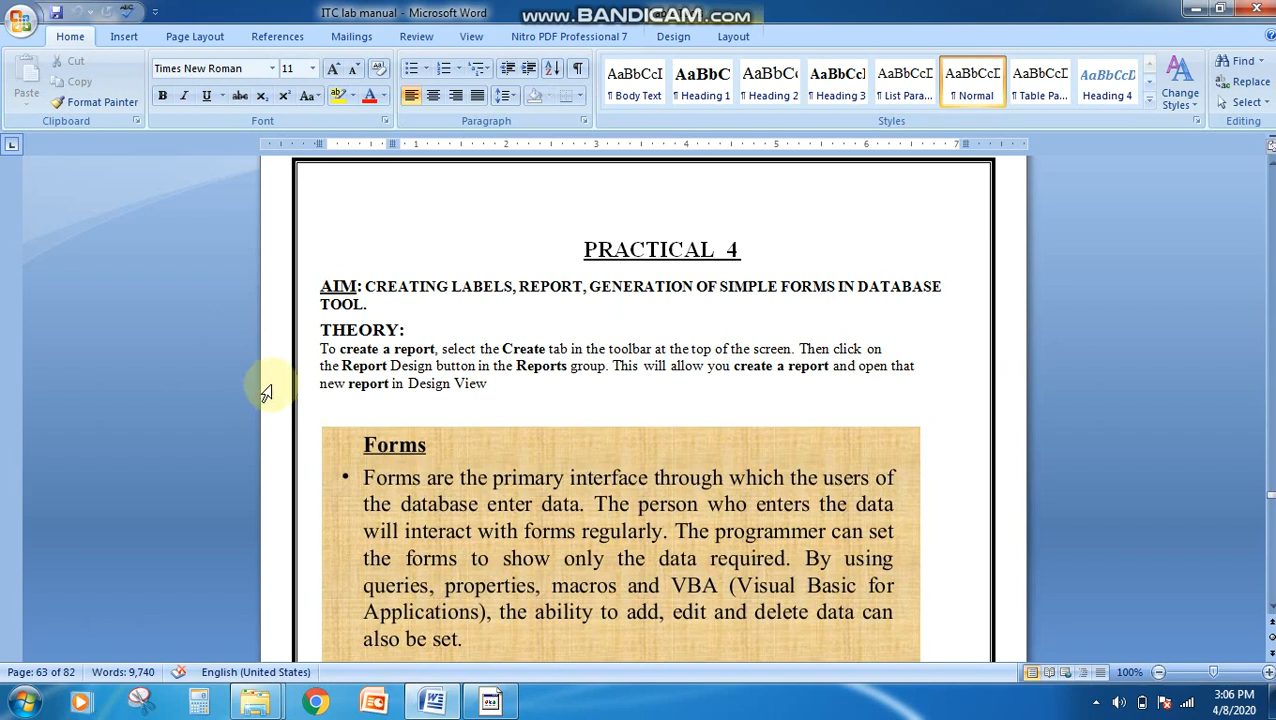 ITC lab manual - Microsoft Word
www.BANDICAM.com
Home Insert Page Layout References Mailings Review View Nitro PDF Professional 7 Design Layout
Paste
Cut
Copy
Format Painter
Clipboard
Times New Roman 11
Font
Paragraph
AaBbCcI AaBbC AaBbCcI AaBbCcI AaBbCcI AaBbCcI AaBbCcI AaBbCcD
¶ Body Text ¶ Heading 1 ¶ Heading 2 ¶ Heading 3 ¶ List Para... ¶ Normal ¶ Table Pa... Heading 4
Styles
Change Styles
Find
Replace
Select
Editing
1 2 3 4 5 6 7
PRACTICAL 4
AIM: CREATING LABELS, REPORT, GENERATION OF SIMPLE FORMS IN DATABASE
TOOL.
THEORY:
To create a report, select the Create tab in the toolbar at the top of the screen. Then click on
the Report Design button in the Reports group. This will allow you create a report and open that
new report in Design View
Forms
• Forms are the primary interface through which the users of
the database enter data. The person who enters the data
will interact with forms regularly. The programmer can set
the forms to show only the data required. By using
queries, properties, macros and VBA (Visual Basic for
Applications), the ability to add, edit and delete data can
also be set.
Page: 63 of 82 Words: 9,740 English (United States) 100%
3:06 PM
4/8/2020